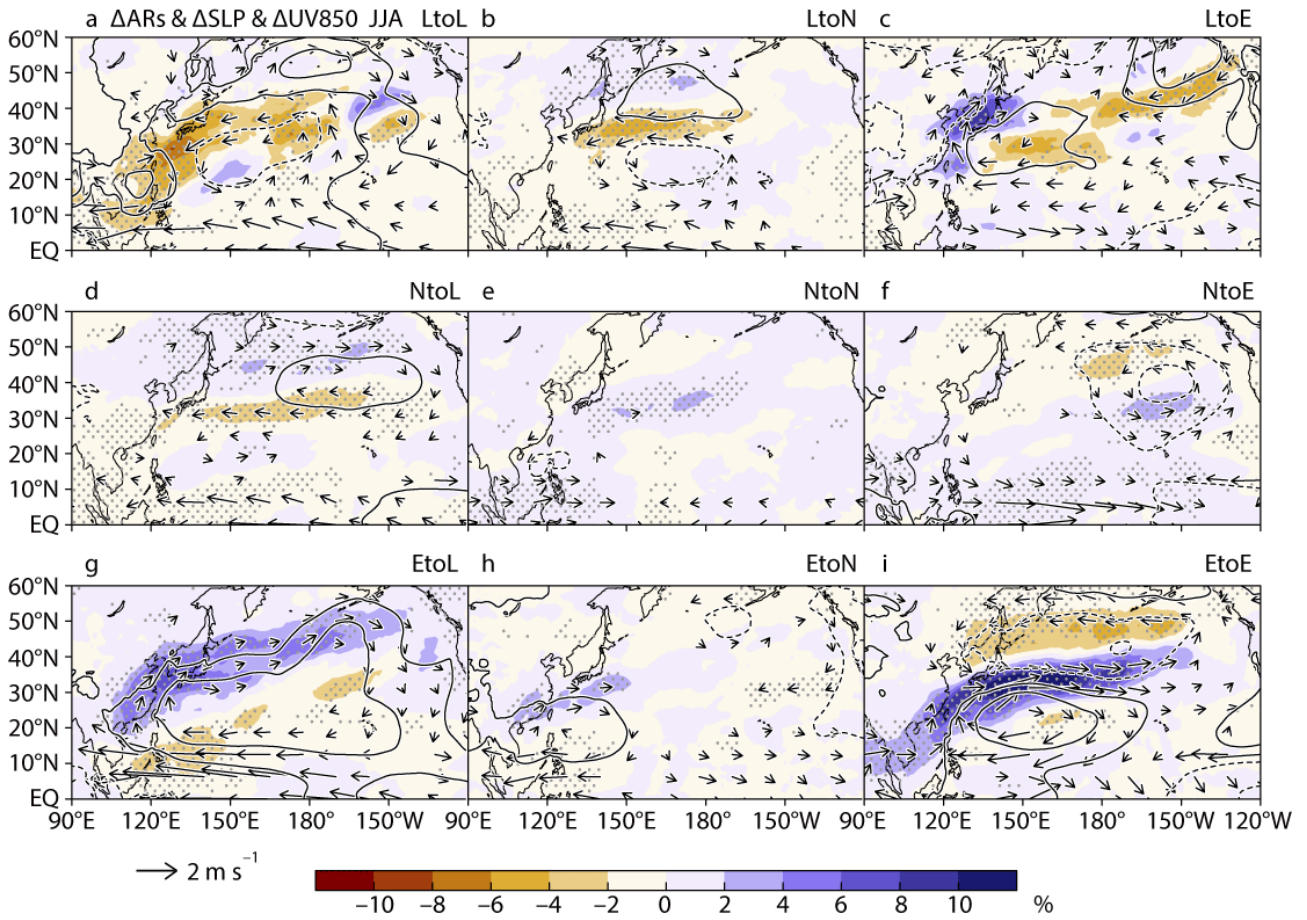 a ΔARs & ΔSLP & ΔUV850 JJA LtoL b LtoN c LtoE
60°N
50°N
40°N
30°N
20°N
10°N
EQ
d NtoL e NtoN f NtoE
60°N
50°N
40°N
30°N
20°N
10°N
EQ
g EtoL h EtoN i EtoE
60°N
50°N
40°N
30°N
20°N
10°N
EQ
90°E 120°E 150°E 180° 150°W 90°E 120°E 150°E 180° 150°W 90°E 120°E 150°E 180° 150°W 120°W
2 m s⁻¹
−10 −8 −6 −4 −2 0 2 4 6 8 10 %